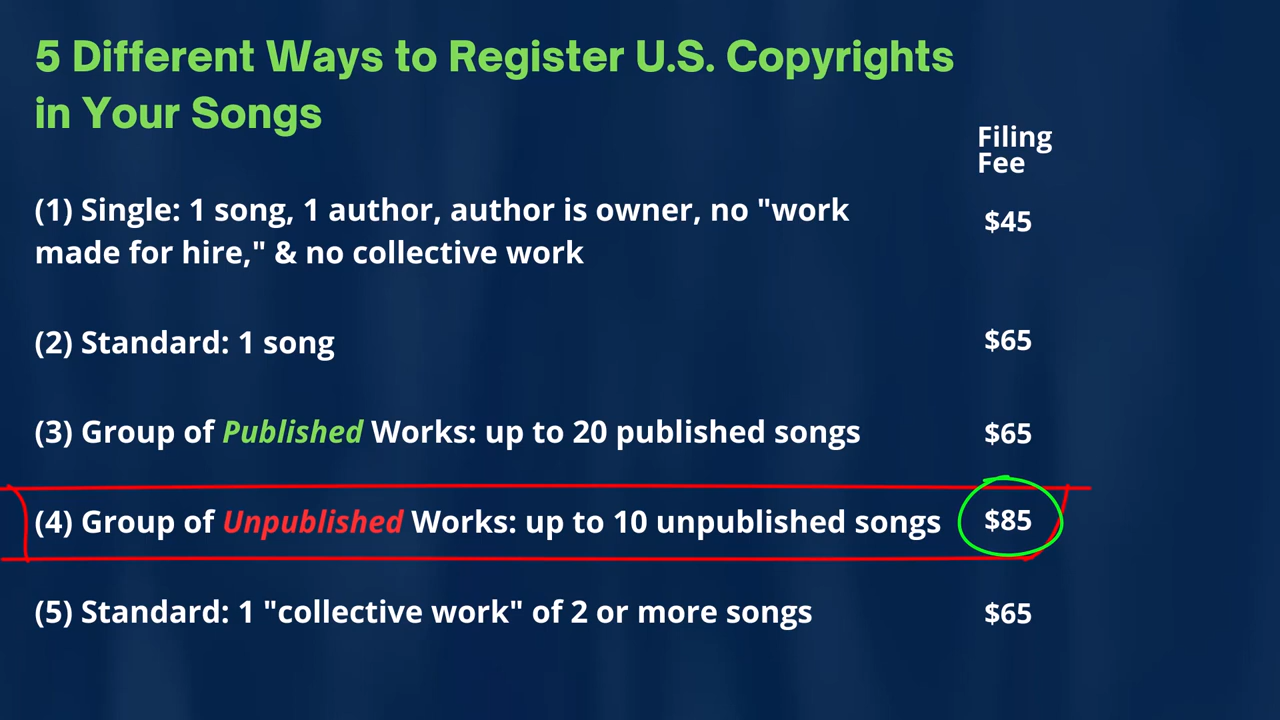 5 Different Ways to Register U.S. Copyrights
in Your Songs
Filing
Fee
(1) Single: 1 song, 1 author, author is owner, no "work
made for hire," & no collective work
$45
(2) Standard: 1 song
$65
(3) Group of Published Works: up to 20 published songs
$65
(4) Group of Unpublished Works: up to 10 unpublished songs
$85
(5) Standard: 1 "collective work" of 2 or more songs
$65